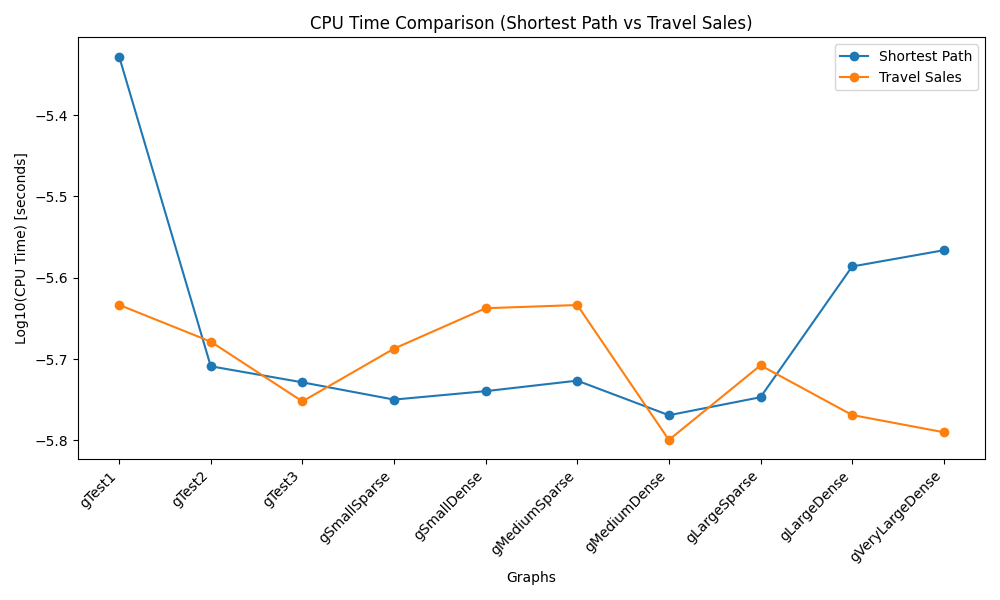 CPU Time Comparison (Shortest Path vs Travel Sales)
Shortest Path
Travel Sales
Log10(CPU Time) [seconds]
−5.4
−5.5
−5.6
−5.7
−5.8
gTest1
gTest2
gTest3
gSmallSparse
gSmallDense
gMediumSparse
gMediumDense
gLargeSparse
gLargeDense
gVeryLargeDense
Graphs